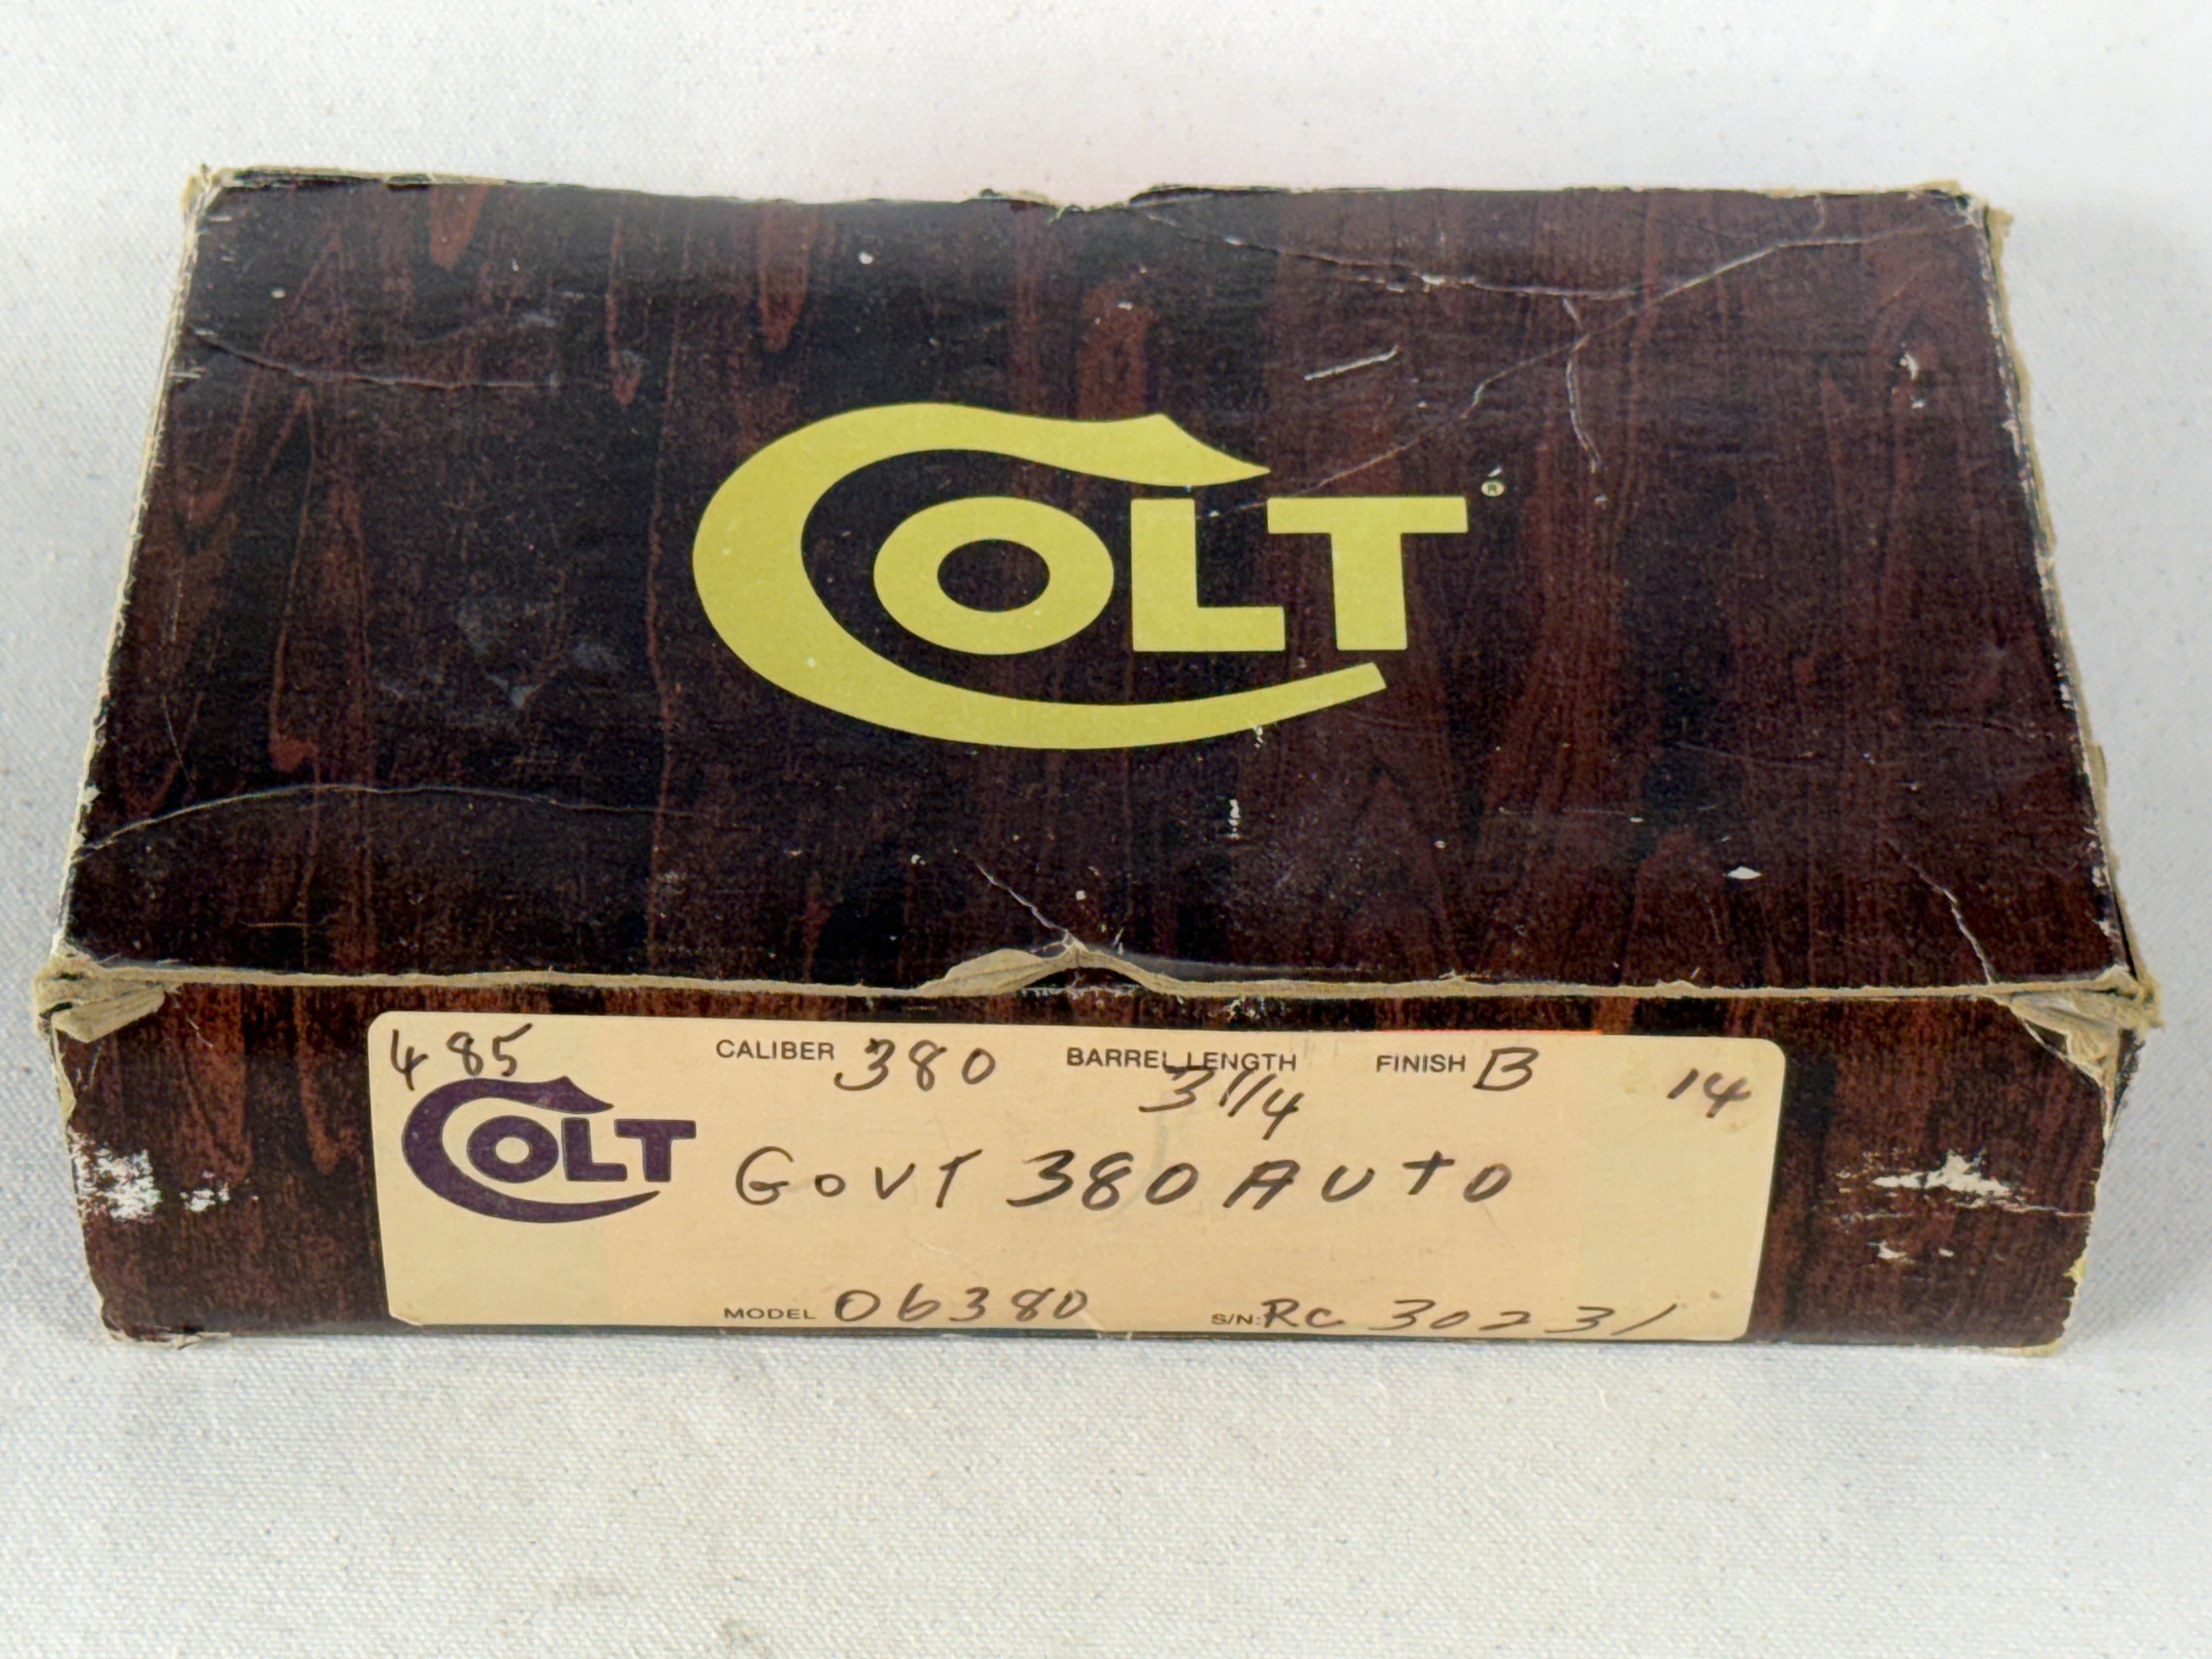 COLT®
485
CALIBER 380 BARREL LENGTH 3 1/4 FINISH B 14
COLT GOVT 380 AUTO
MODEL 06380 S/N: RC 30231